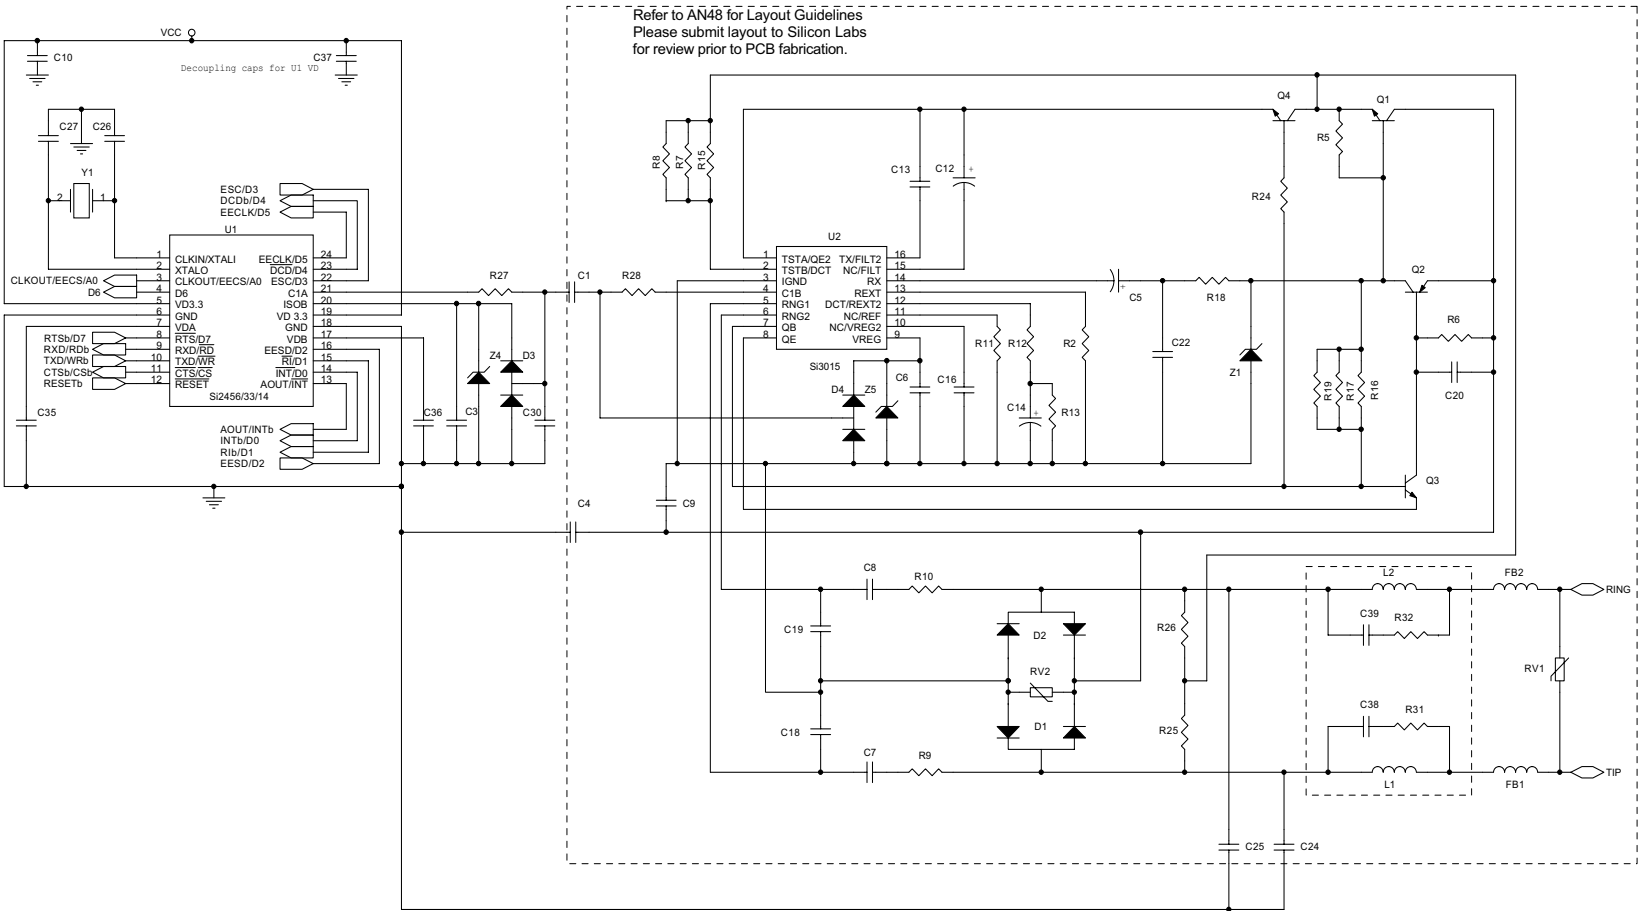 Refer to AN48 for Layout Guidelines
Please submit layout to Silicon Labs
for review prior to PCB fabrication.
VCC
C10
C37
Decoupling caps for U1 VD
C27
C26
Y1
2
1
ESC/D3
DCDb/D4
EECLK/D5
U1
1 CLKIN/XTALI EECLK/D5 24
2 XTALO DCD/D4 23
3 CLKOUT/EECS/A0 ESC/D3 22
4 D6 C1A 21
5 VD3.3 ISOB 20
6 GND VD 3.3 19
7 VDA GND 18
8 RTS/D7 VDB 17
9 RXD/RD EESD/D2 16
10 TXD/WR RI/D1 15
11 CTS/CS INT/D0 14
12 RESET AOUT/INT 13
Si2456/33/14
CLKOUT/EECS/A0
D6
RTSb/D7
RXD/RDb
TXD/WRb
CTSb/CSb
RESETb
C35
AOUT/INTb
INTb/D0
RIb/D1
EESD/D2
C36
C3
Z4
D3
C30
R27
C1
R28
C4
C9
R8
R7
R15
C13
C12
+
U2
1 TSTA/QE2 TX/FILT2 16
2 TSTB/DCT NC/FILT 15
3 IGND RX 14
4 C1B REXT 13
5 RNG1 DCT/REXT2 12
6 RNG2 NC/REF 11
7 QB NC/VREG2 10
8 QE VREG 9
Si3015
D4
Z5
C6
C16
R11
R12
R2
C14
+
R13
C5
+
C22
R18
Z1
Q4
Q1
R5
R24
Q2
R6
C20
R19
R17
R16
Q3
C8
R10
C19
C18
C7
R9
D2
RV2
D1
R26
R25
L2
C39
R32
C38
R31
L1
FB2
FB1
RV1
RING
TIP
C25
C24